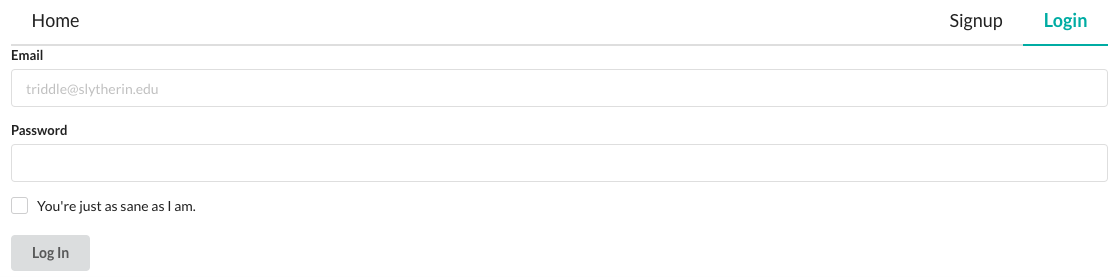 Home Signup Login
Email
triddle@slytherin.edu
Password
You're just as sane as I am.
Log In